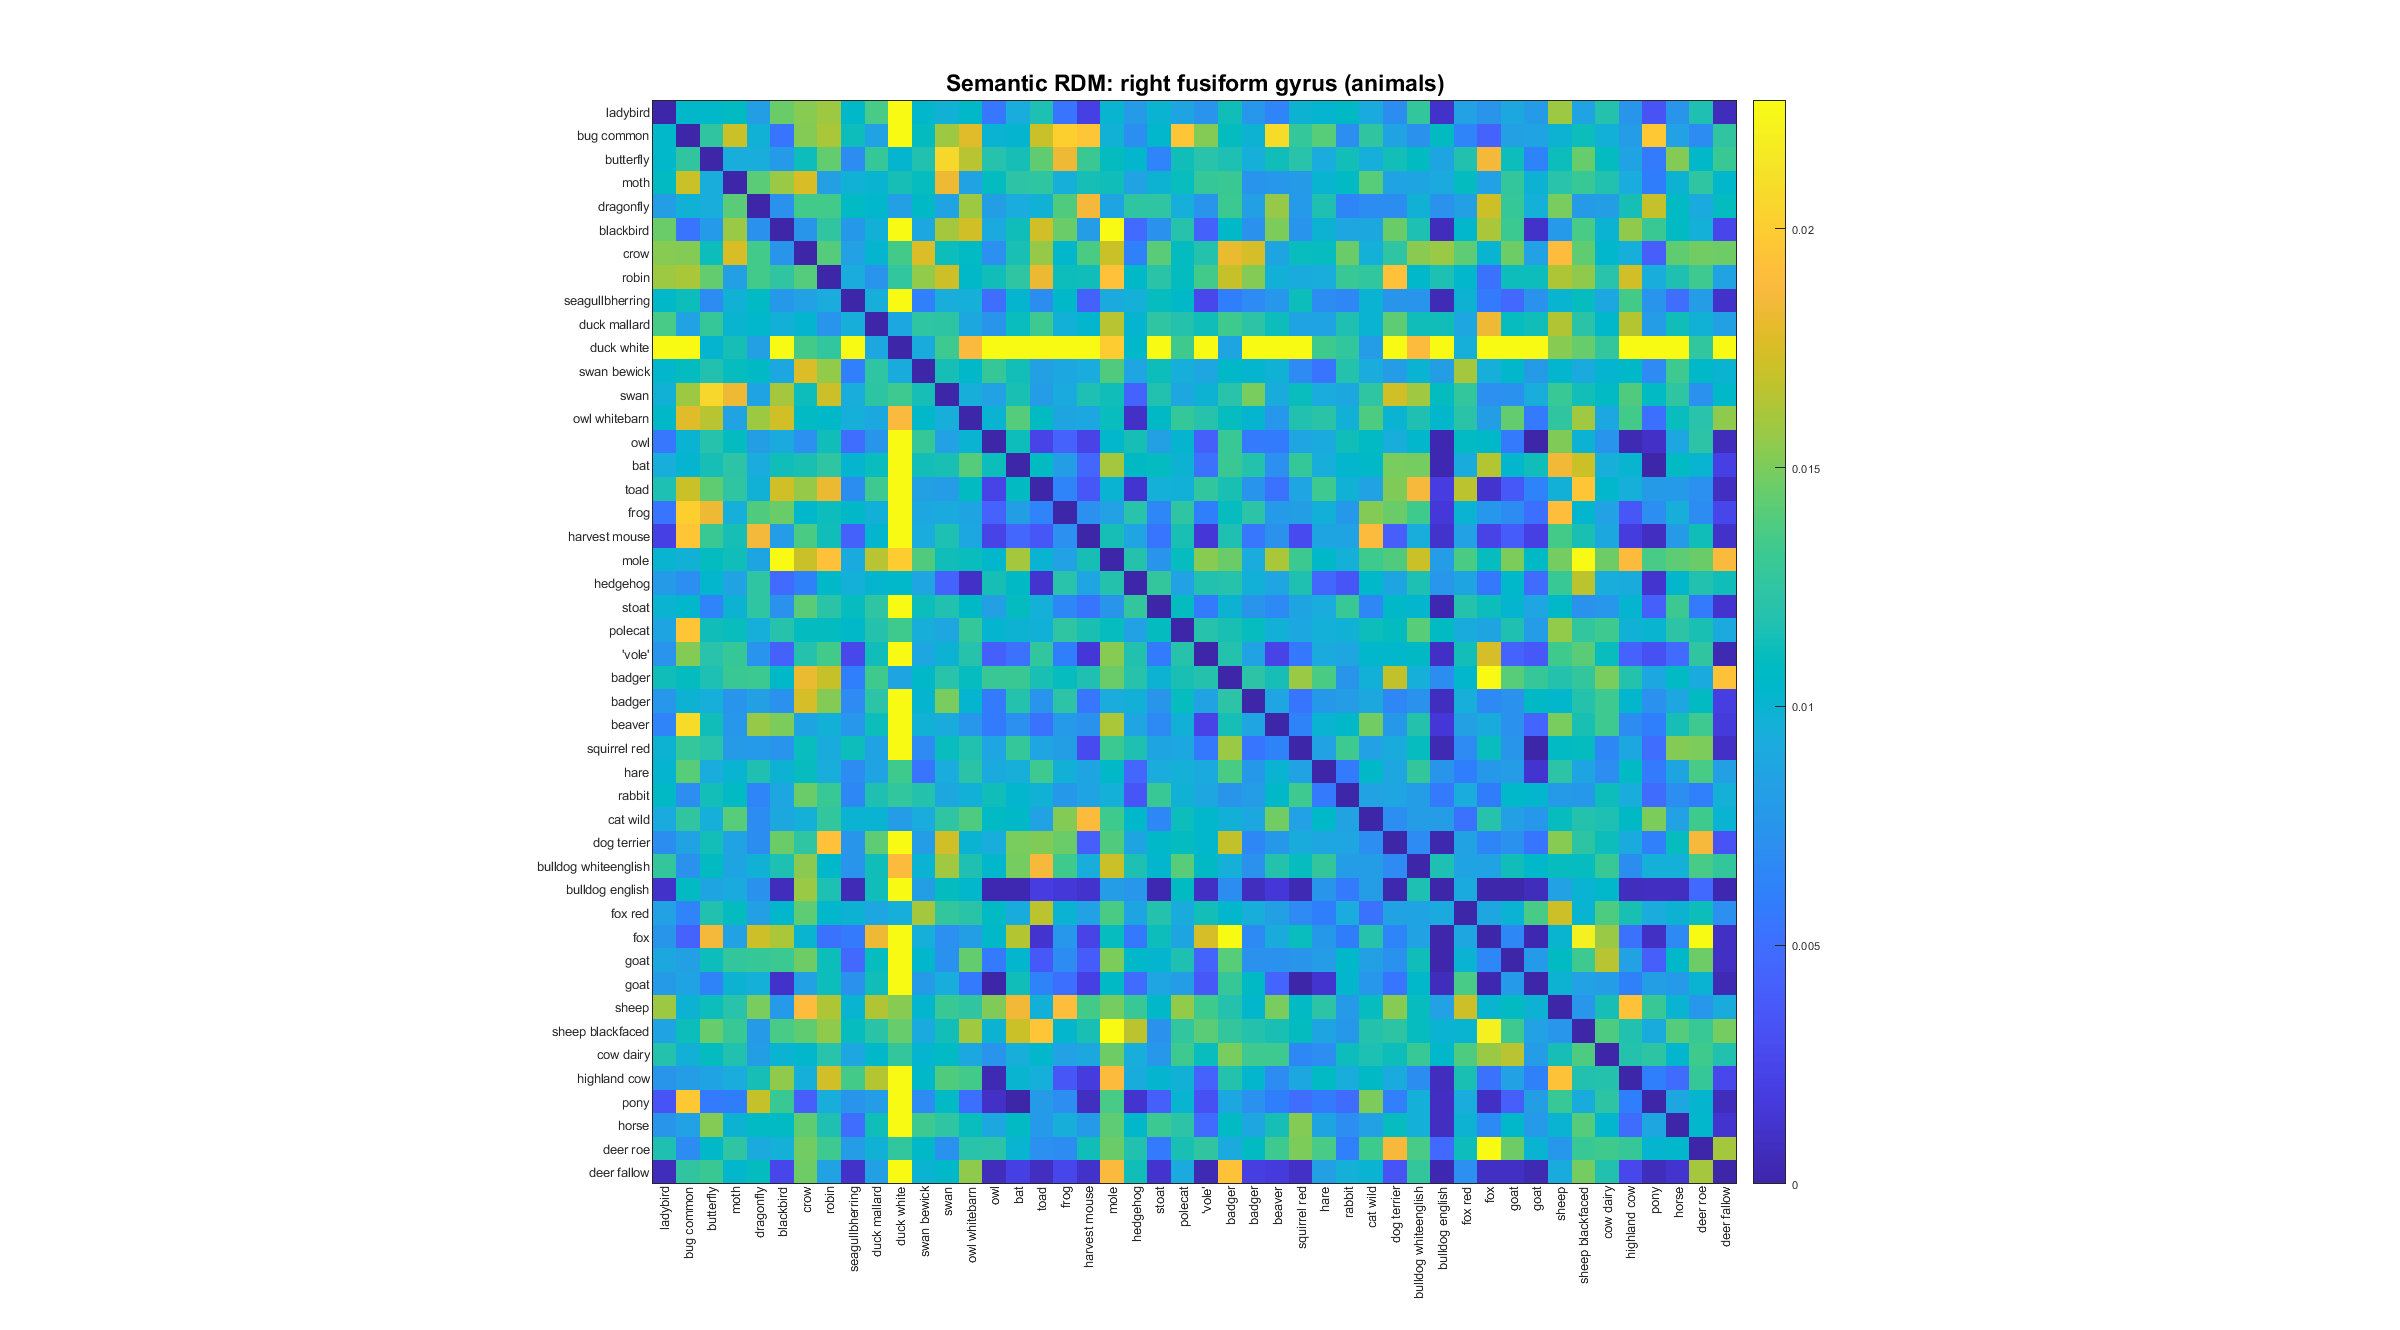 Semantic RDM: right fusiform gyrus (animals)
ladybird
bug common
butterfly
moth
dragonfly
blackbird
crow
robin
seagullbherring
duck mallard
duck white
swan bewick
swan
owl whitebarn
owl
bat
toad
frog
harvest mouse
mole
hedgehog
stoat
polecat
'vole'
badger
badger
beaver
squirrel red
hare
rabbit
cat wild
dog terrier
bulldog whiteenglish
bulldog english
fox red
fox
goat
goat
sheep
sheep blackfaced
cow dairy
highland cow
pony
horse
deer roe
deer fallow
0.02
0.015
0.01
0.005
0
ladybird
bug common
butterfly
moth
dragonfly
blackbird
crow
robin
seagullbherring
duck mallard
duck white
swan bewick
swan
owl whitebarn
owl
bat
toad
frog
harvest mouse
mole
hedgehog
stoat
polecat
'vole'
badger
badger
beaver
squirrel red
hare
rabbit
cat wild
dog terrier
bulldog whiteenglish
bulldog english
fox red
fox
goat
goat
sheep
sheep blackfaced
cow dairy
highland cow
pony
horse
deer roe
deer fallow